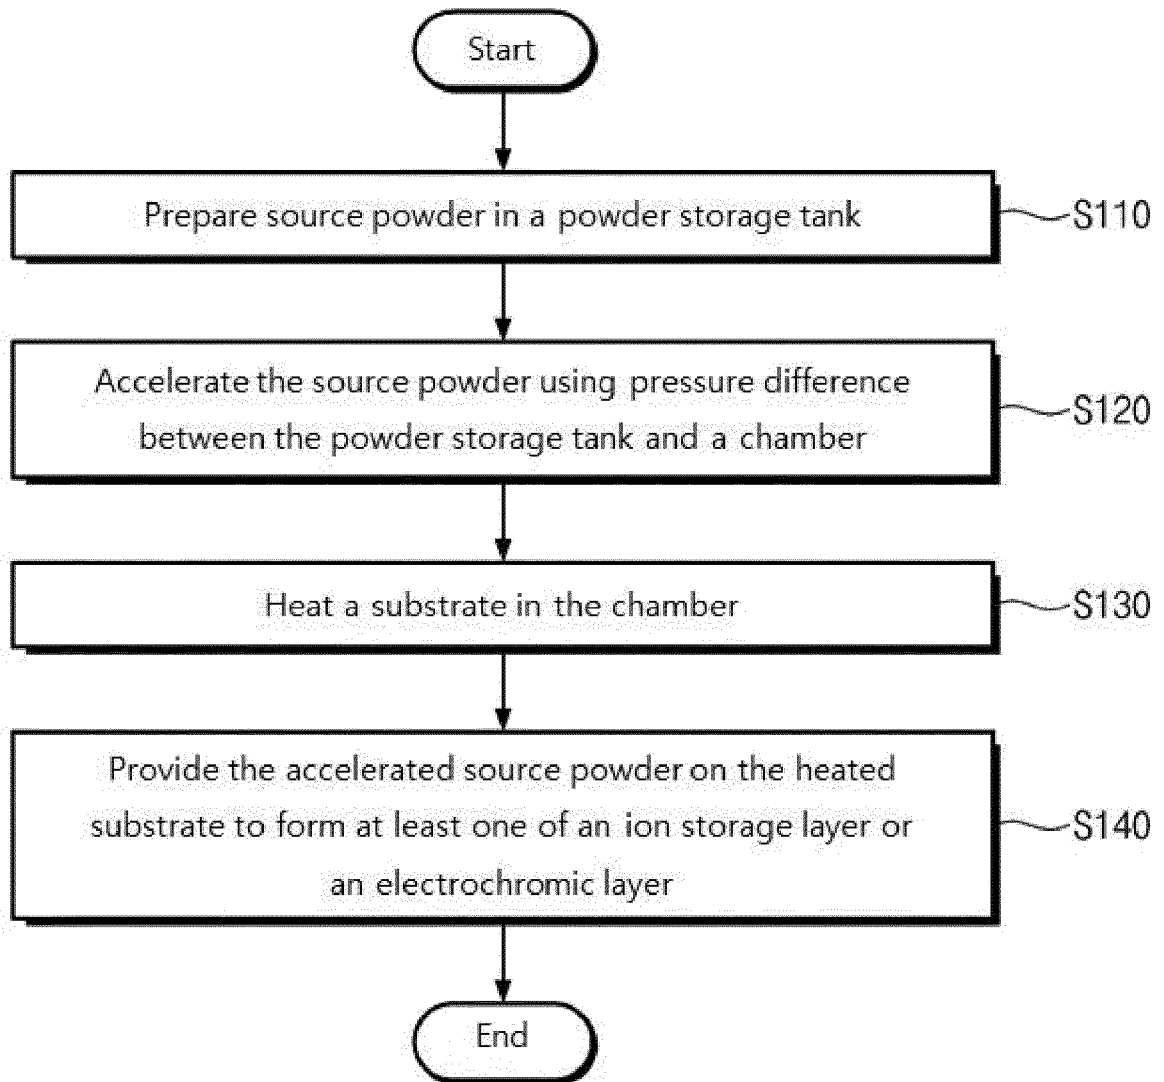 Start
Prepare source powder in a powder storage tank
S110
Accelerate the source powder using pressure difference
between the powder storage tank and a chamber
S120
Heat a substrate in the chamber
S130
Provide the accelerated source powder on the heated
substrate to form at least one of an ion storage layer or
an electrochromic layer
S140
End